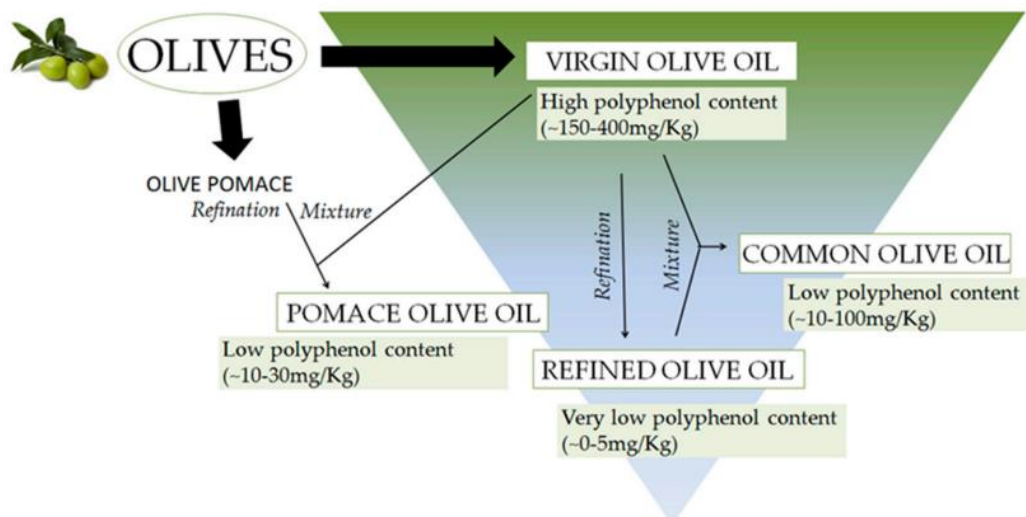 OLIVES
VIRGIN OLIVE OIL
High polyphenol content
(~150-400mg/Kg)
OLIVE POMACE
Refination
Mixture
Refination
Mixture
COMMON OLIVE OIL
Low polyphenol content
(~10-100mg/Kg)
POMACE OLIVE OIL
Low polyphenol content
(~10-30mg/Kg)
REFINED OLIVE OIL
Very low polyphenol content
(~0-5mg/Kg)